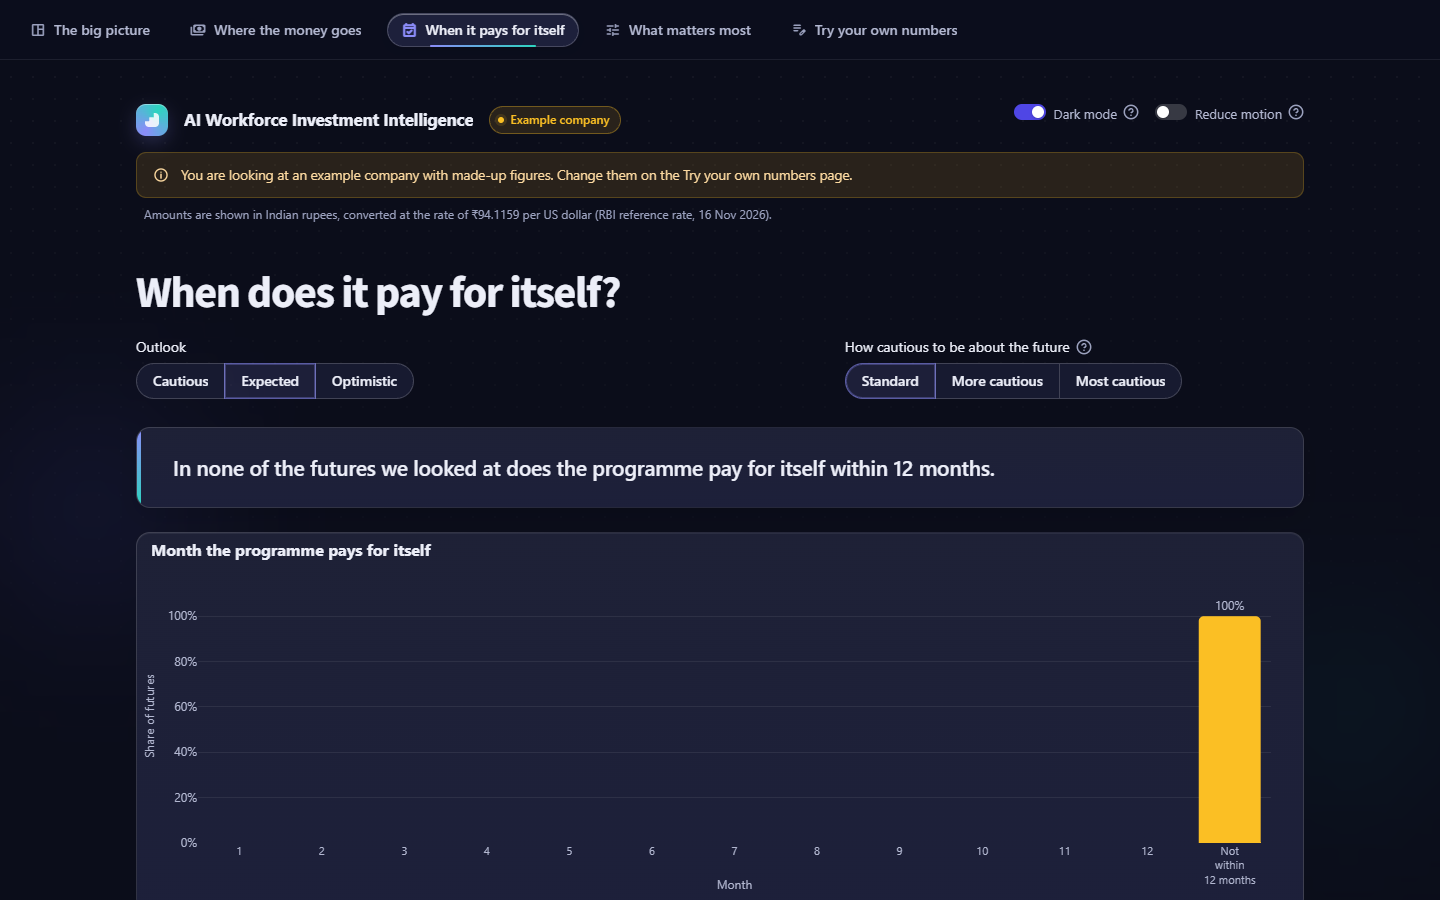 The big picture
Where the money goes
When it pays for itself
What matters most
Try your own numbers
AI Workforce Investment Intelligence
Example company
Dark mode
Reduce motion
You are looking at an example company with made-up figures. Change them on the Try your own numbers page.
Amounts are shown in Indian rupees, converted at the rate of ₹94.1159 per US dollar (RBI reference rate, 16 Nov 2026).
When does it pay for itself?
Outlook
How cautious to be about the future
Cautious
Expected
Optimistic
Standard
More cautious
Most cautious
In none of the futures we looked at does the programme pay for itself within 12 months.
Month the programme pays for itself
100%
100%
80%
60%
40%
20%
0%
Share of futures
1 2 3 4 5 6 7 8 9 10 11 12
Not
within
12 months
Month